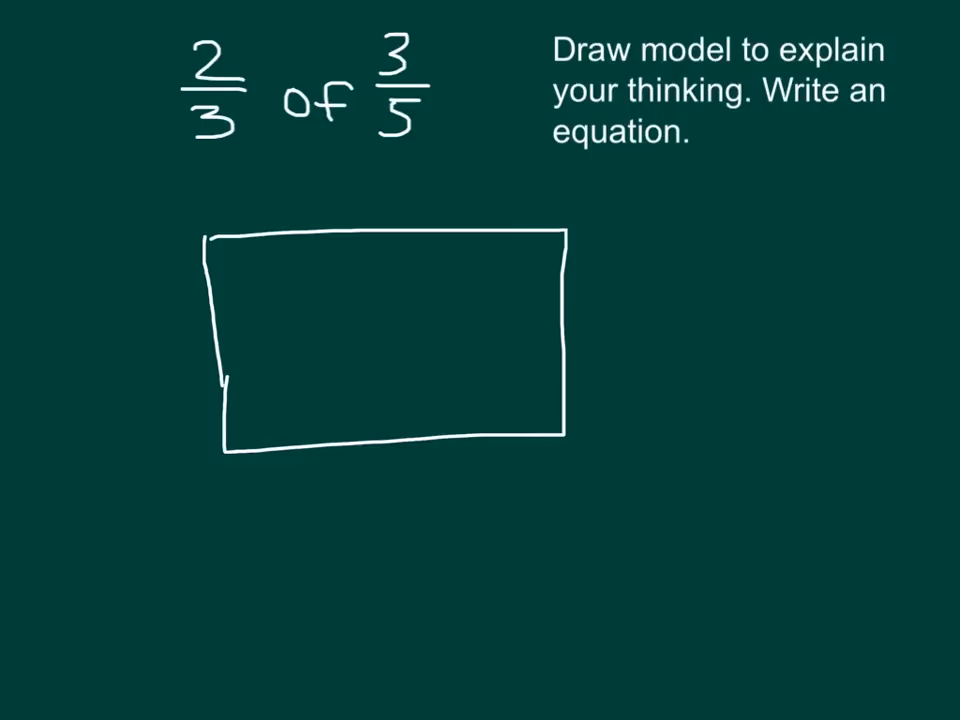 2/3 of 3/5
Draw model to explain
your thinking. Write an
equation.